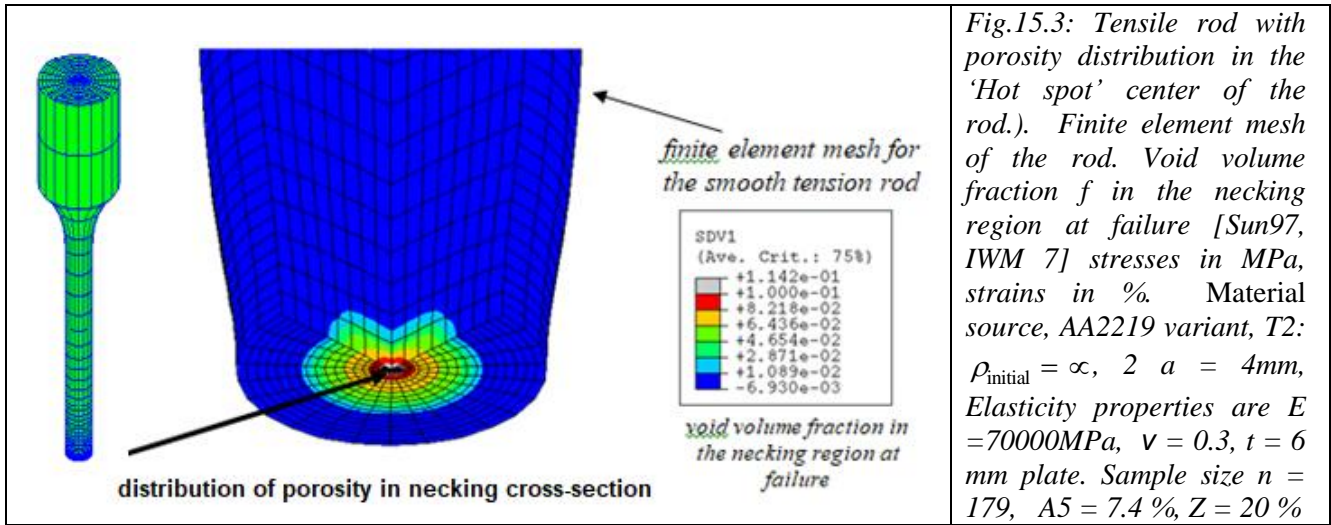 finite element mesh for
the smooth tension rod
SDV1
(Ave. Crit.: 75%)
+1.142e-01
+1.000e-01
+8.218e-02
+6.436e-02
+4.654e-02
+2.871e-02
+1.089e-02
-6.930e-03
void volume fraction in
the necking region at
failure
distribution of porosity in necking cross-section
Fig.15.3: Tensile rod with
porosity distribution in the
‘Hot spot’ center of the
rod.). Finite element mesh
of the rod. Void volume
fraction f in the necking
region at failure [Sun97,
IWM 7] stresses in MPa,
strains in %. Material
source, AA2219 variant, T2:
ρinitial = ∝, 2 a = 4mm,
Elasticity properties are E
=70000MPa, ν = 0.3, t = 6
mm plate. Sample size n =
179, A5 = 7.4 %, Z = 20 %